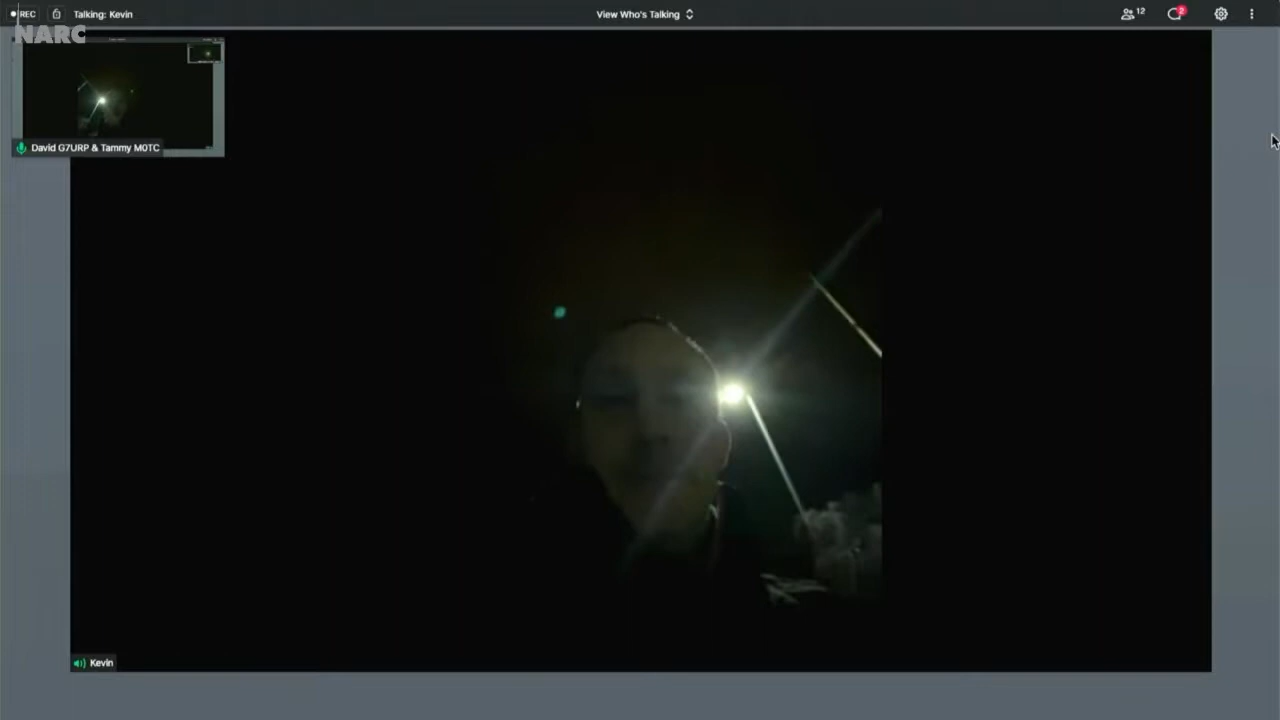 REC
Talking: Kevin
View Who's Talking
12
2
NARC
David G7URP & Tammy M0TC
Kevin